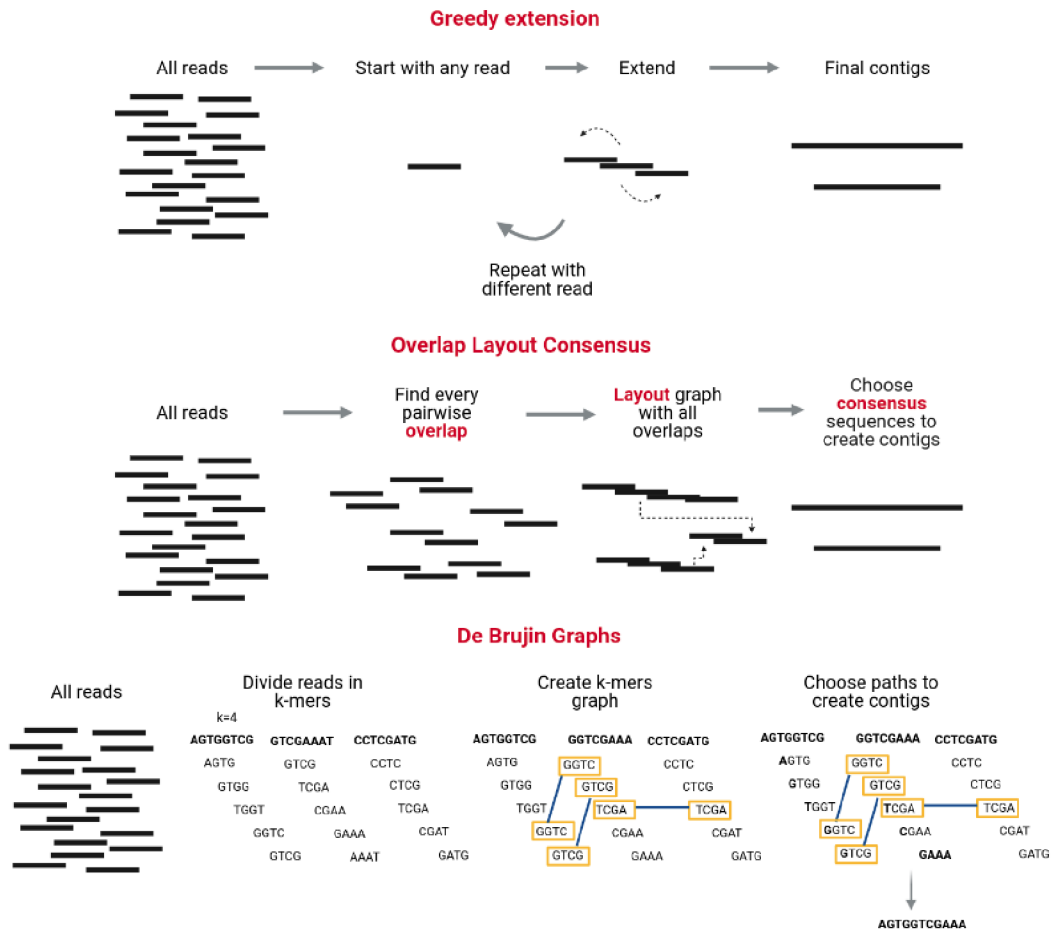 Greedy extension
All reads
Start with any read
Extend
Final contigs
Repeat with
different read
Overlap Layout Consensus
All reads
Find every
pairwise
overlap
Layout graph
with all
overlaps
Choose
consensus
sequences to
create contigs
De Brujin Graphs
All reads
Divide reads in
k-mers
k=4
AGTGGTCG GTCGAAAT CCTCGATG
AGTG GTCG CCTC
GTGG TCGA CTCG
TGGT CGAA TCGA
GGTC GAAA CGAT
GTCG AAAT GATG
Create k-mers
graph
AGTGGTCG GGTCGAAA CCTCGATG
AGTG GGTC CCTC
GTGG GTCG CTCG
TGGT TCGA TCGA
GGTC CGAA CGAT
GTCG GAAA GATG
Choose paths to
create contigs
AGTGGTCG GGTCGAAA CCTCGATG
AGTG GGTC CCTC
GTGG GTCG CTCG
TGGT TCGA TCGA
GGTC CGAA CGAT
GTCG GAAA GATG
AGTGGTCGAAA